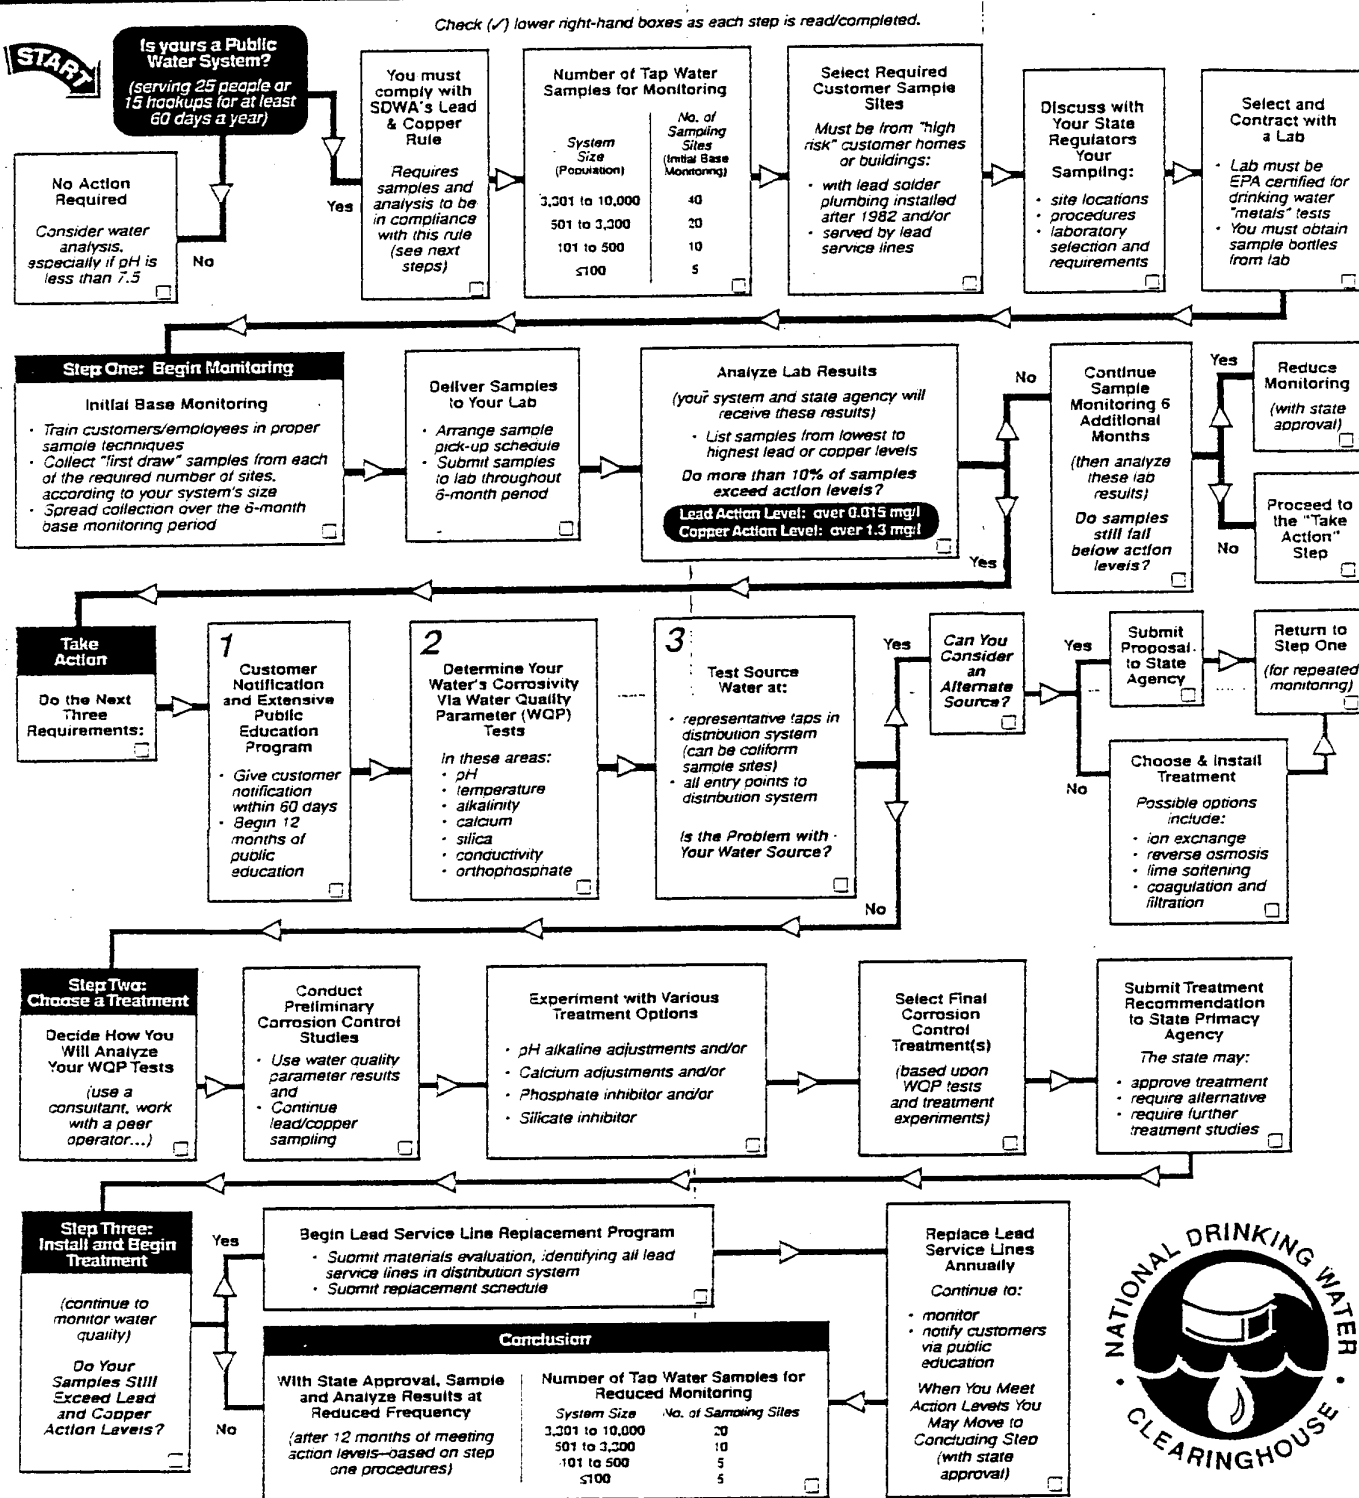 Check (✓) lower right-hand boxes as each step is read/completed.
START
Is yours a Public
Water System?
(serving 25 people or
15 hookups for at least
60 days a year)
No Action
Required
Consider water
analysis,
especially if pH is
less than 7.5
No
Yes
You must
comply with
SDWA's Lead
& Copper
Rule
Requires
samples and
analysis to be
in compliance
with this rule
(see next
steps)
Number of Tap Water
Samples for Monitoring
System
Size
(Population)
No. of
Sampling
Sites
(Initial Base
Monitoring)
3,301 to 10,000 40
501 to 3,300 20
101 to 500 10
≤100 5
Select Required
Customer Sample
Sites
Must be from "high
risk" customer homes
or buildings:
• with lead solder
plumbing installed
after 1982 and/or
• served by lead
service lines
Discuss with
Your State
Regulators
Your
Sampling:
• site locations
• procedures
• laboratory
selection and
requirements
Select and
Contract with
a Lab
• Lab must be
EPA certified for
drinking water
"metals" tests
• You must obtain
sample bottles
from lab
Step One: Begin Monitoring
Initial Base Monitoring
• Train customers/employees in proper
sample techniques
• Collect "first draw" samples from each
of the required number of sites,
according to your system's size
• Spread collection over the 6-month
base monitoring period
Deliver Samples
to Your Lab
• Arrange sample
pick-up schedule
• Submit samples
to lab throughout
6-month period
Analyze Lab Results
(your system and state agency will
receive these results)
• List samples from lowest to
highest lead or copper levels
Do more than 10% of samples
exceed action levels?
Lead Action Level: over 0.015 mg/l
Copper Action Level: over 1.3 mg/l
No
Yes
Continue
Sample
Monitoring 6
Additional
Months
(then analyze
these lab
results)
Do samples
still fall
below action
levels?
Yes
No
Reduce
Monitoring
(with state
approval)
Proceed to
the "Take
Action"
Step
Take
Action
Do the Next
Three
Requirements:
1
Customer
Notification
and Extensive
Public
Education
Program
• Give customer
notification
within 60 days
• Begin 12
months of
public
education
2
Determine Your
Water's Corrosivity
Via Water Quality
Parameter (WQP)
Tests
In these areas:
• pH
• temperature
• alkalinity
• calcium
• silica
• conductivity
• orthophosphate
3
Test Source
Water at:
• representative taps in
distribution system
(can be coliform
sample sites)
• all entry points to
distribution system
Is the Problem with
Your Water Source?
Yes
No
Can You
Consider
an
Alternate
Source?
Yes
No
Submit
Proposal
to State
Agency
Return to
Step One
(for repeated
monitoring)
Choose & Install
Treatment
Possible options
include:
• ion exchange
• reverse osmosis
• lime softening
• coagulation and
filtration
Step Two:
Choose a Treatment
Decide How You
Will Analyze
Your WQP Tests
(use a
consultant, work
with a peer
operator...)
Conduct
Preliminary
Corrosion Control
Studies
• Use water quality
parameter results
and
• Continue
lead/copper
sampling
Experiment with Various
Treatment Options
• pH alkaline adjustments and/or
• Calcium adjustments and/or
• Phosphate inhibitor and/or
• Silicate inhibitor
Select Final
Corrosion
Control
Treatment(s)
(based upon
WQP tests
and treatment
experiments)
Submit Treatment
Recommendation
to State Primacy
Agency
The state may:
• approve treatment
• require alternative
• require further
treatment studies
Step Three:
Install and Begin
Treatment
(continue to
monitor water
quality)
Do Your
Samples Still
Exceed Lead
and Copper
Action Levels?
Yes
No
Begin Lead Service Line Replacement Program
• Submit materials evaluation, identifying all lead
service lines in distribution system
• Submit replacement schedule
Replace Lead
Service Lines
Annually
Continue to:
• monitor
• notify customers
via public
education
When You Meet
Action Levels You
May Move to
Concluding Step
(with state
approval)
Conclusion
With State Approval, Sample
and Analyze Results at
Reduced Frequency
(after 12 months of meeting
action levels—based on step
one procedures)
Number of Tap Water Samples for
Reduced Monitoring
System Size No. of Sampling Sites
3,301 to 10,000 20
501 to 3,300 10
101 to 500 5
≤100 5
NATIONAL DRINKING WATER
• CLEARINGHOUSE •